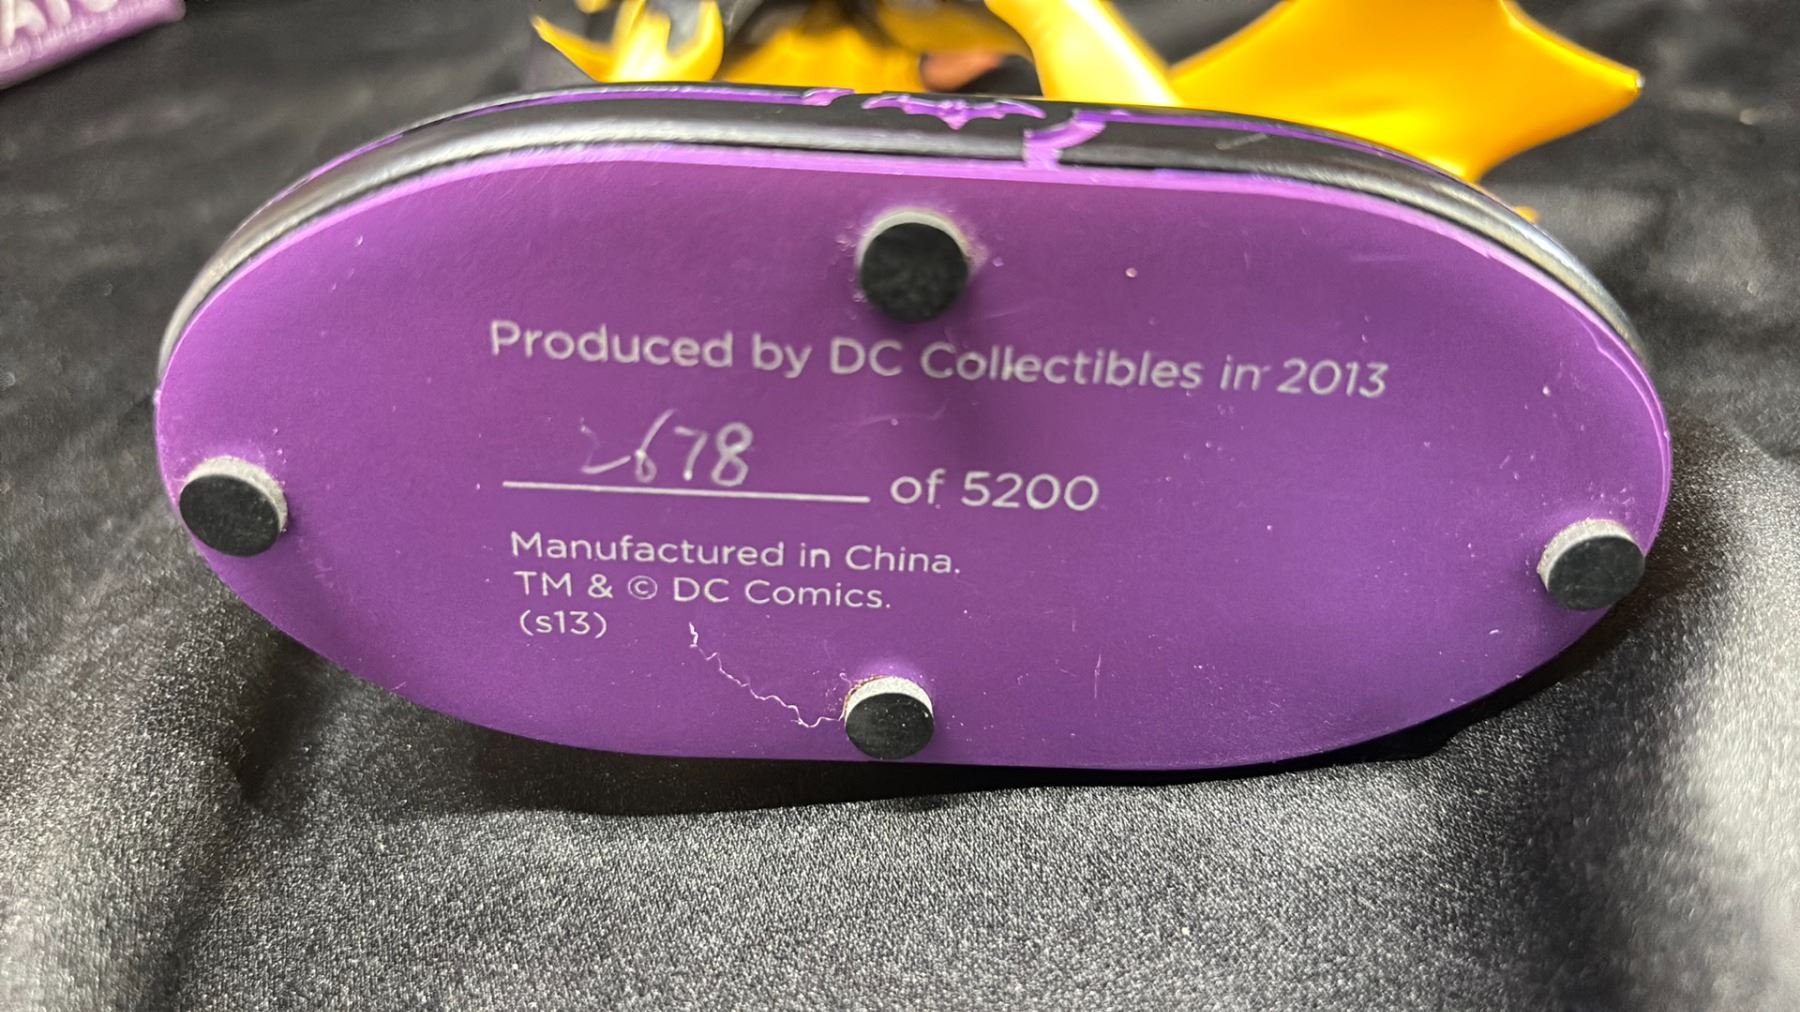 Produced by DC Collectibles in 2013
2678 of 5200
Manufactured in China.
TM & © DC Comics.
(s13)